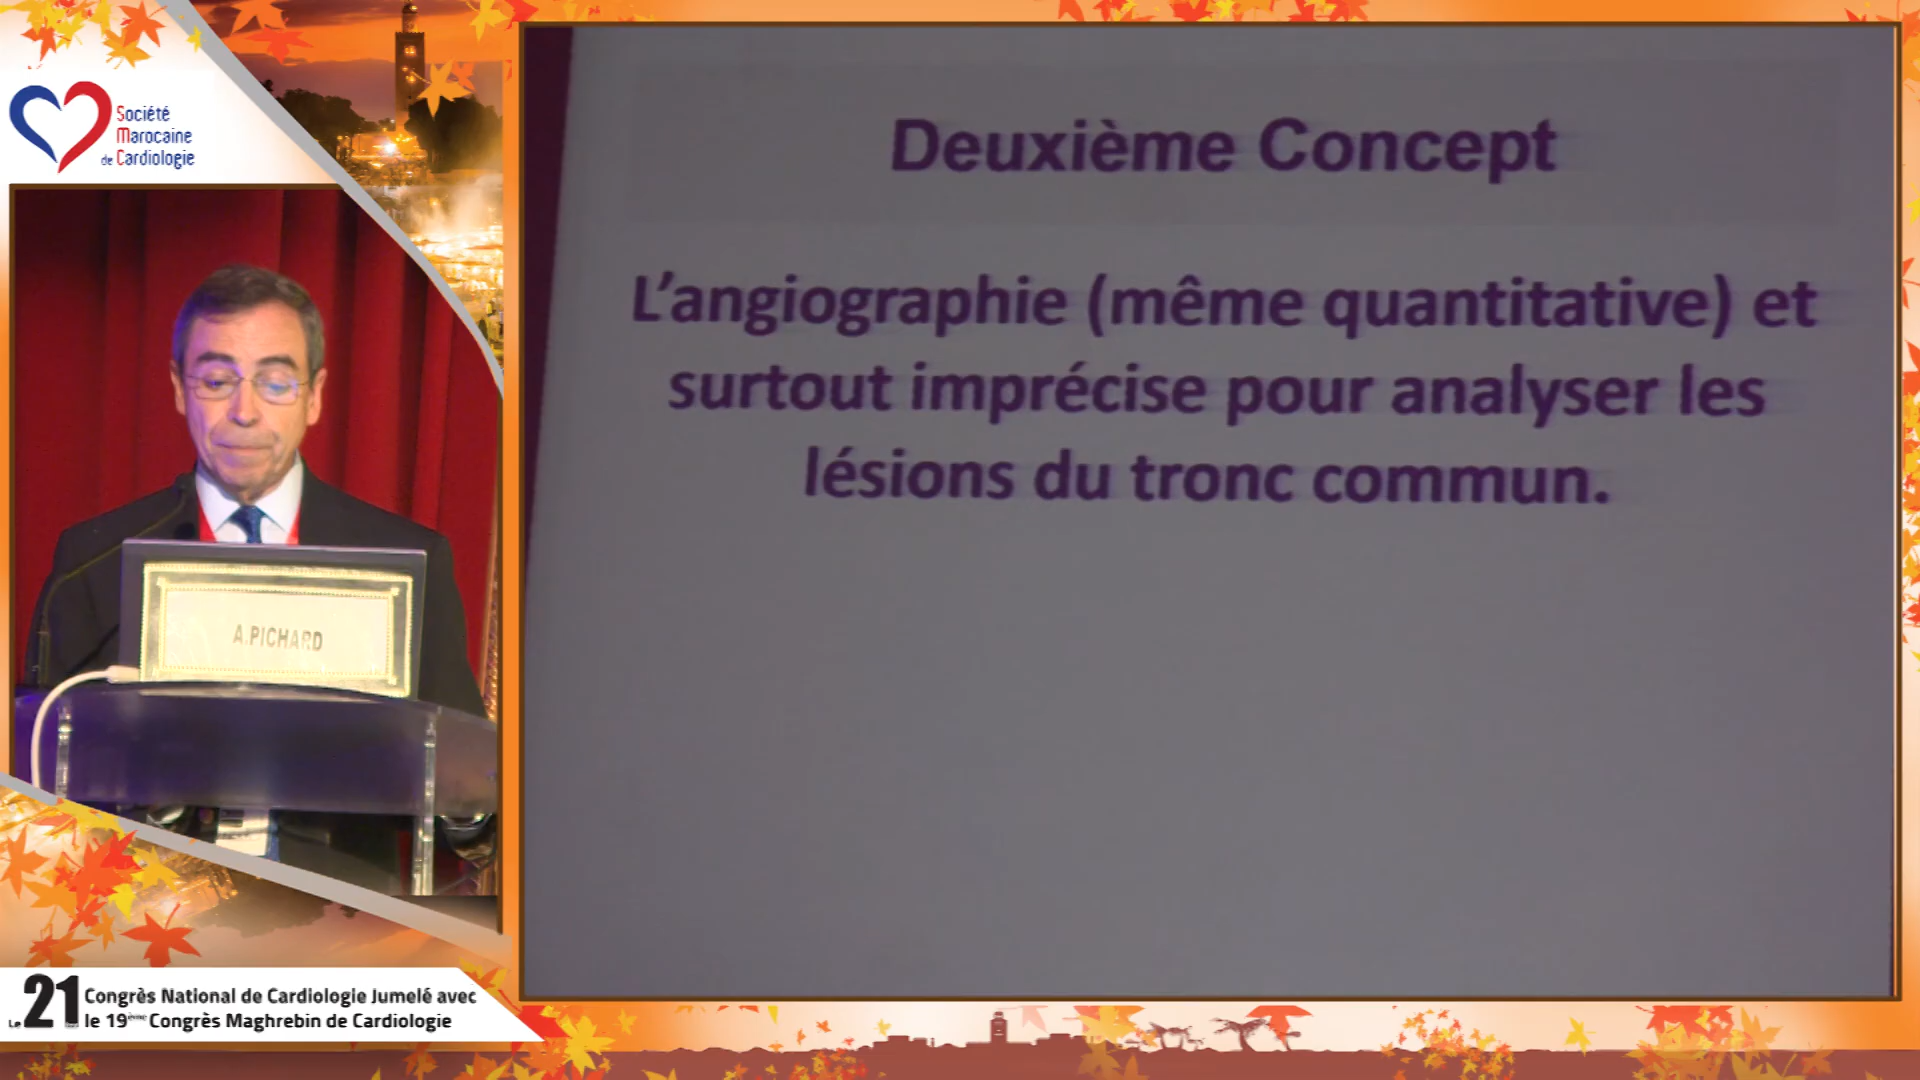 Société
Marocaine
de Cardiologie
A.PICHARD
Deuxième Concept
L'angiographie (même quantitative) et
surtout imprécise pour analyser les
lésions du tronc commun.
Le 21 Congrès National de Cardiologie Jumelé avec
le 19ème Congrès Maghrebin de Cardiologie